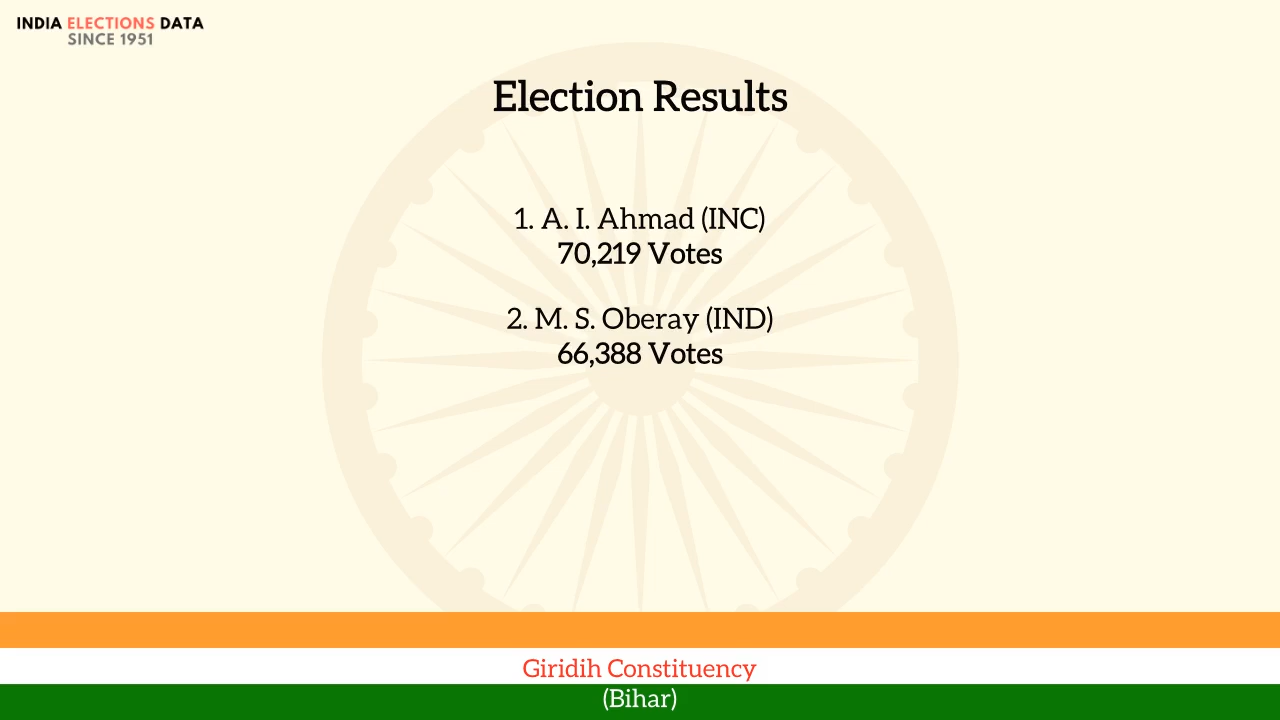 INDIA ELECTIONS DATA
SINCE 1951
Election Results
1. A. I. Ahmad (INC)
70,219 Votes
2. M. S. Oberay (IND)
66,388 Votes
Giridih Constituency
(Bihar)